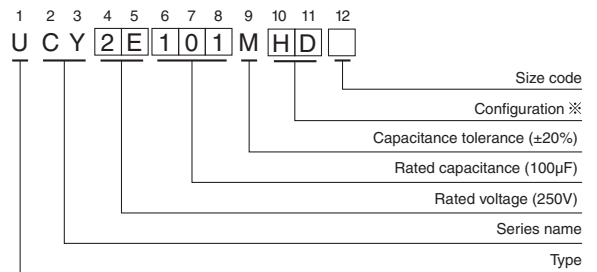 1 2 3 4 5 6 7 8 9 10 11 12
U C Y 2 E 1 0 1 M H D
Size code
Configuration ※
Capacitance tolerance (±20%)
Rated capacitance (100µF)
Rated voltage (250V)
Series name
Type